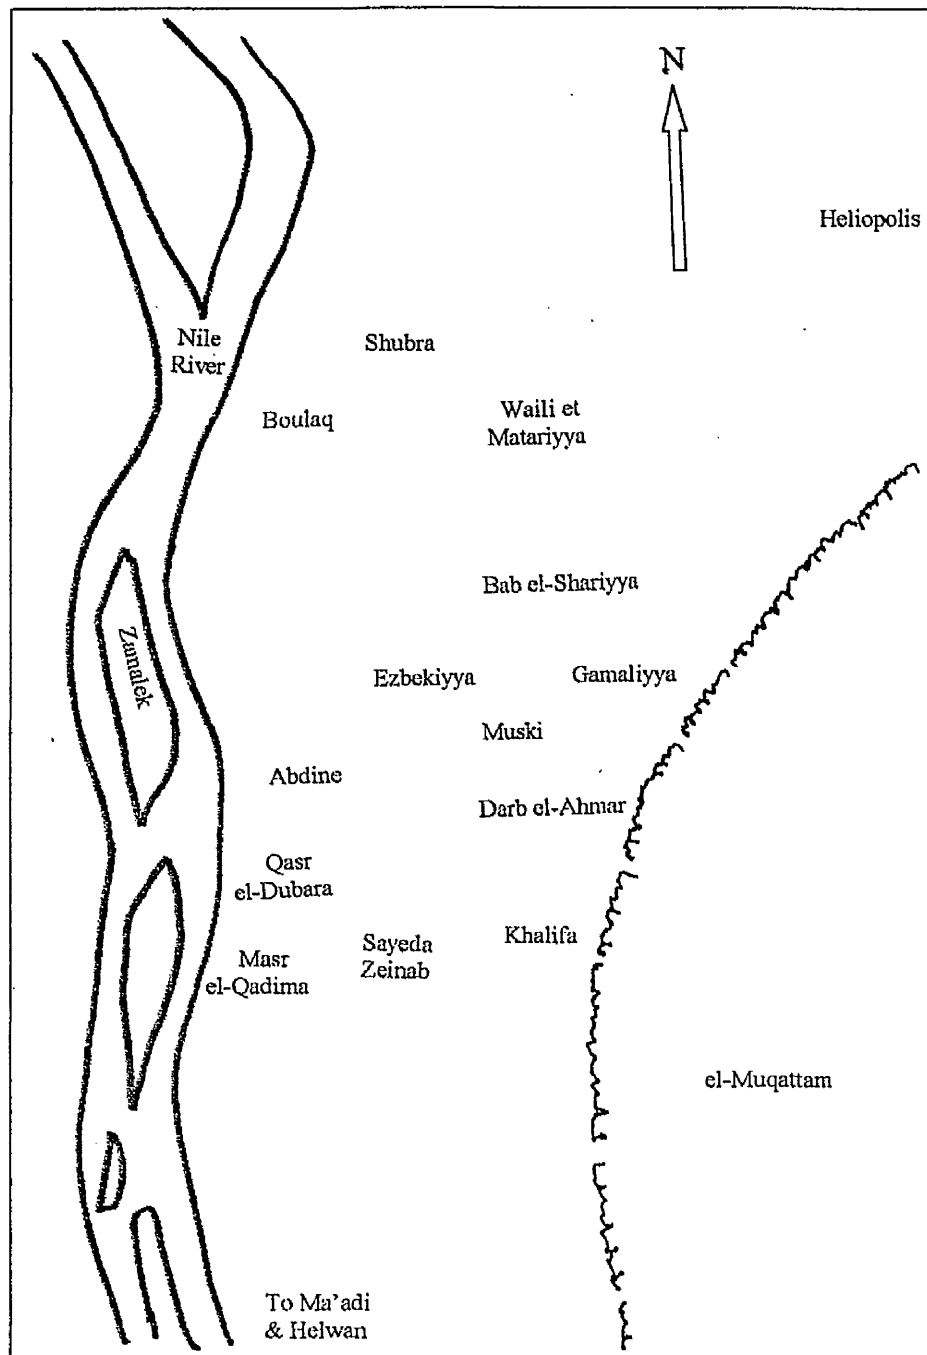 N
Heliopolis
Nile
River
Shubra
Boulaq
Waili et
Matariyya
Bab el-Shariyya
Zamalek
Ezbekiyya
Gamaliyya
Muski
Abdine
Darb el-Ahmar
Qasr
el-Dubara
Khalifa
Sayeda
Zeinab
Masr
el-Qadima
el-Muqattam
To Ma'adi
& Helwan